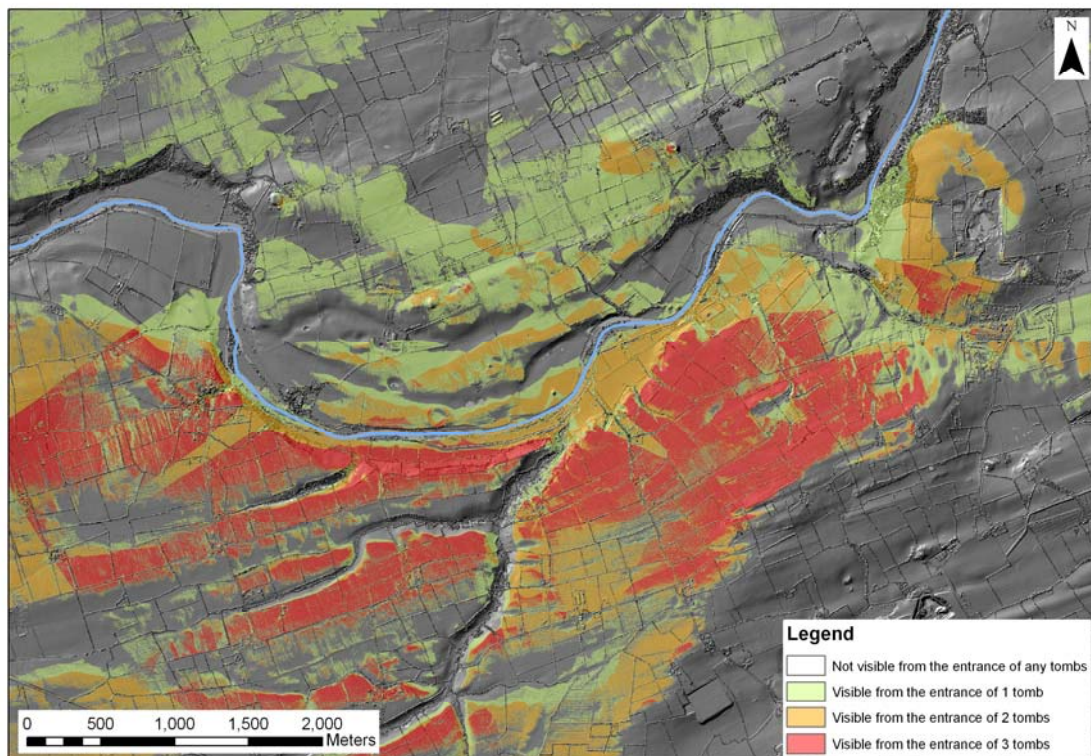 N
Legend
Not visible from the entrance of any tombs
Visible from the entrance of 1 tomb
Visible from the entrance of 2 tombs
Visible from the entrance of 3 tombs
0 500 1,000 1,500 2,000
Meters